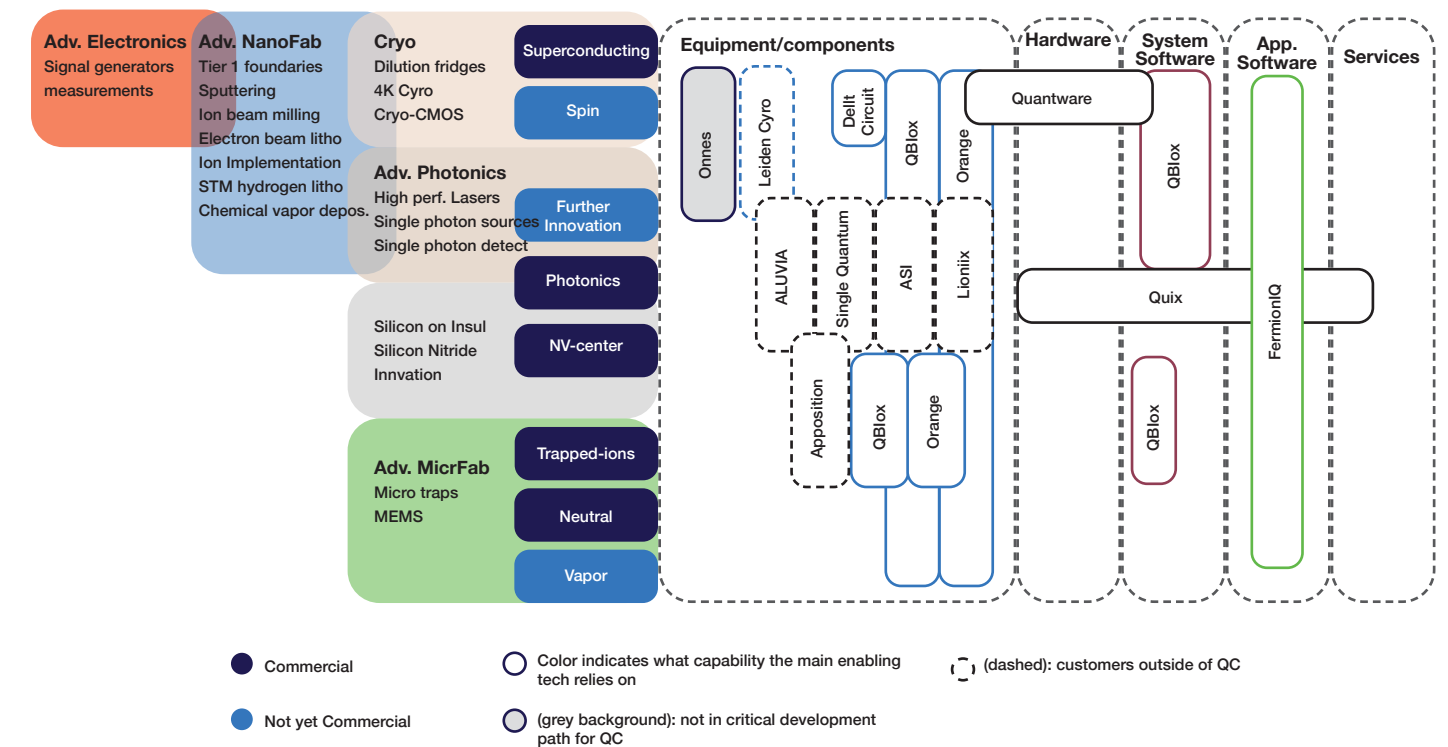 Adv. Electronics
Signal generators
measurements
Adv. NanoFab
Tier 1 foundaries
Sputtering
Ion beam milling
Electron beam litho
Ion Implementation
STM hydrogen litho
Chemical vapor depos.
Cryo
Dilution fridges
4K Cyro
Cryo-CMOS
Adv. Photonics
High perf. Lasers
Single photon sources
Single photon detect
Silicon on Insul
Silicon Nitride
Innvation
Adv. MicrFab
Micro traps
MEMS
Superconducting
Spin
Further
Innovation
Photonics
NV-center
Trapped-ions
Neutral
Vapor
Equipment/components
Onnes
Leiden Cyro
Dellt
Circuit
QBlox
Orange
Quantware
ALUVIA
Single Quantum
ASI
Lioniix
Apposition
QBlox
Orange
Hardware
System
Software
QBlox
Quix
QBlox
App.
Software
FermionIQ
Services
Commercial
Not yet Commercial
Color indicates what capability the main enabling
tech relies on
(grey background): not in critical development
path for QC
(dashed): customers outside of QC